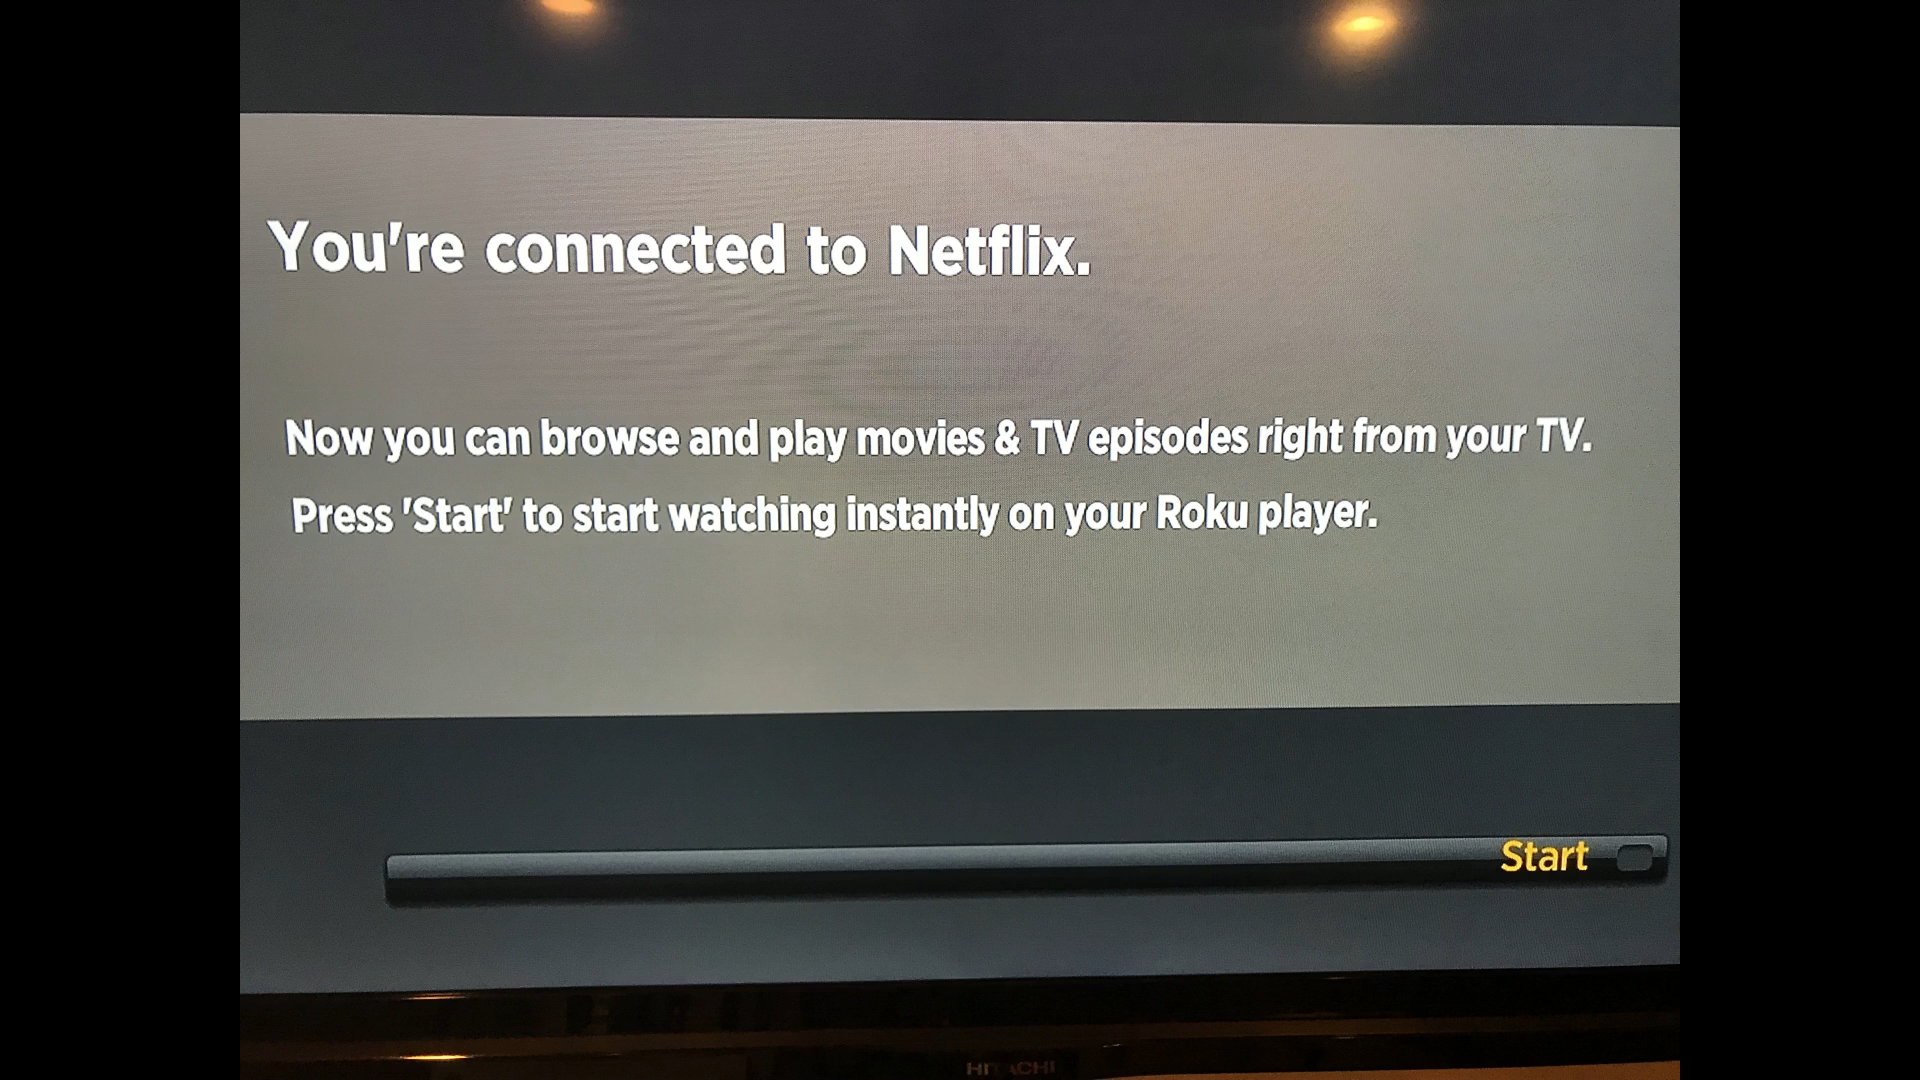 You're connected to Netflix.
Now you can browse and play movies & TV episodes right from your TV.
Press 'Start' to start watching instantly on your Roku player.
Start
HITACHI